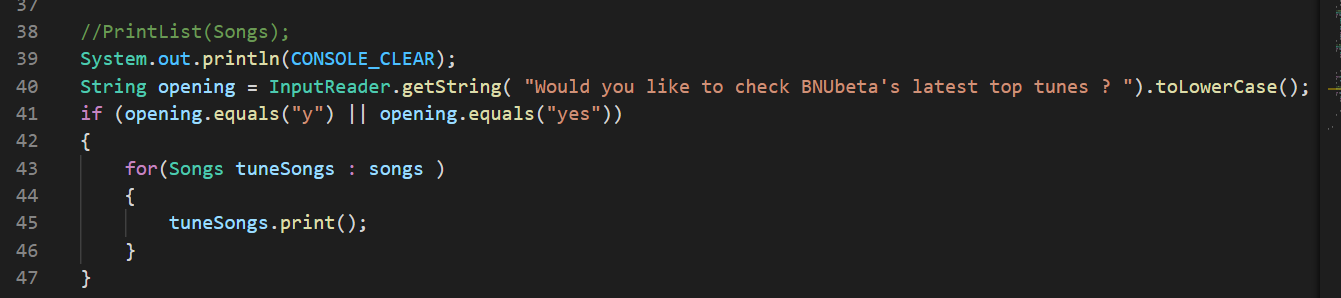 37
38 //PrintList(Songs);
39 System.out.println(CONSOLE_CLEAR);
40 String opening = InputReader.getString( "Would you like to check BNUbeta's latest top tunes ? ").toLowerCase();
41 if (opening.equals("y") || opening.equals("yes"))
42 {
43 for(Songs tuneSongs : songs )
44 {
45 tuneSongs.print();
46 }
47 }